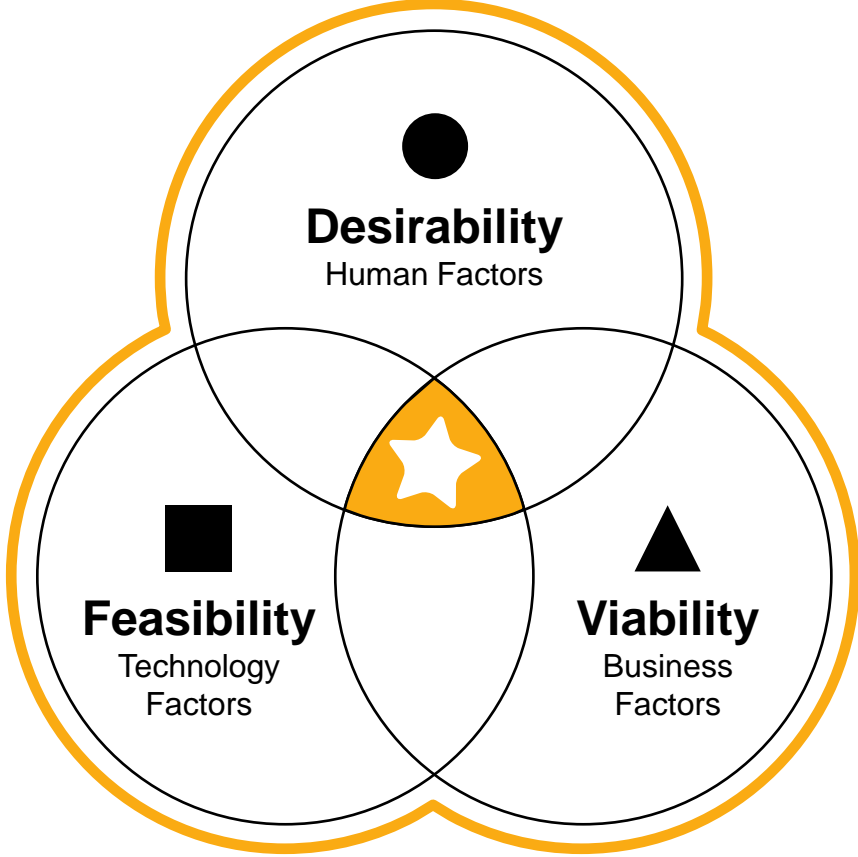 Desirability
Human Factors
Feasibility
Technology
Factors
Viability
Business
Factors